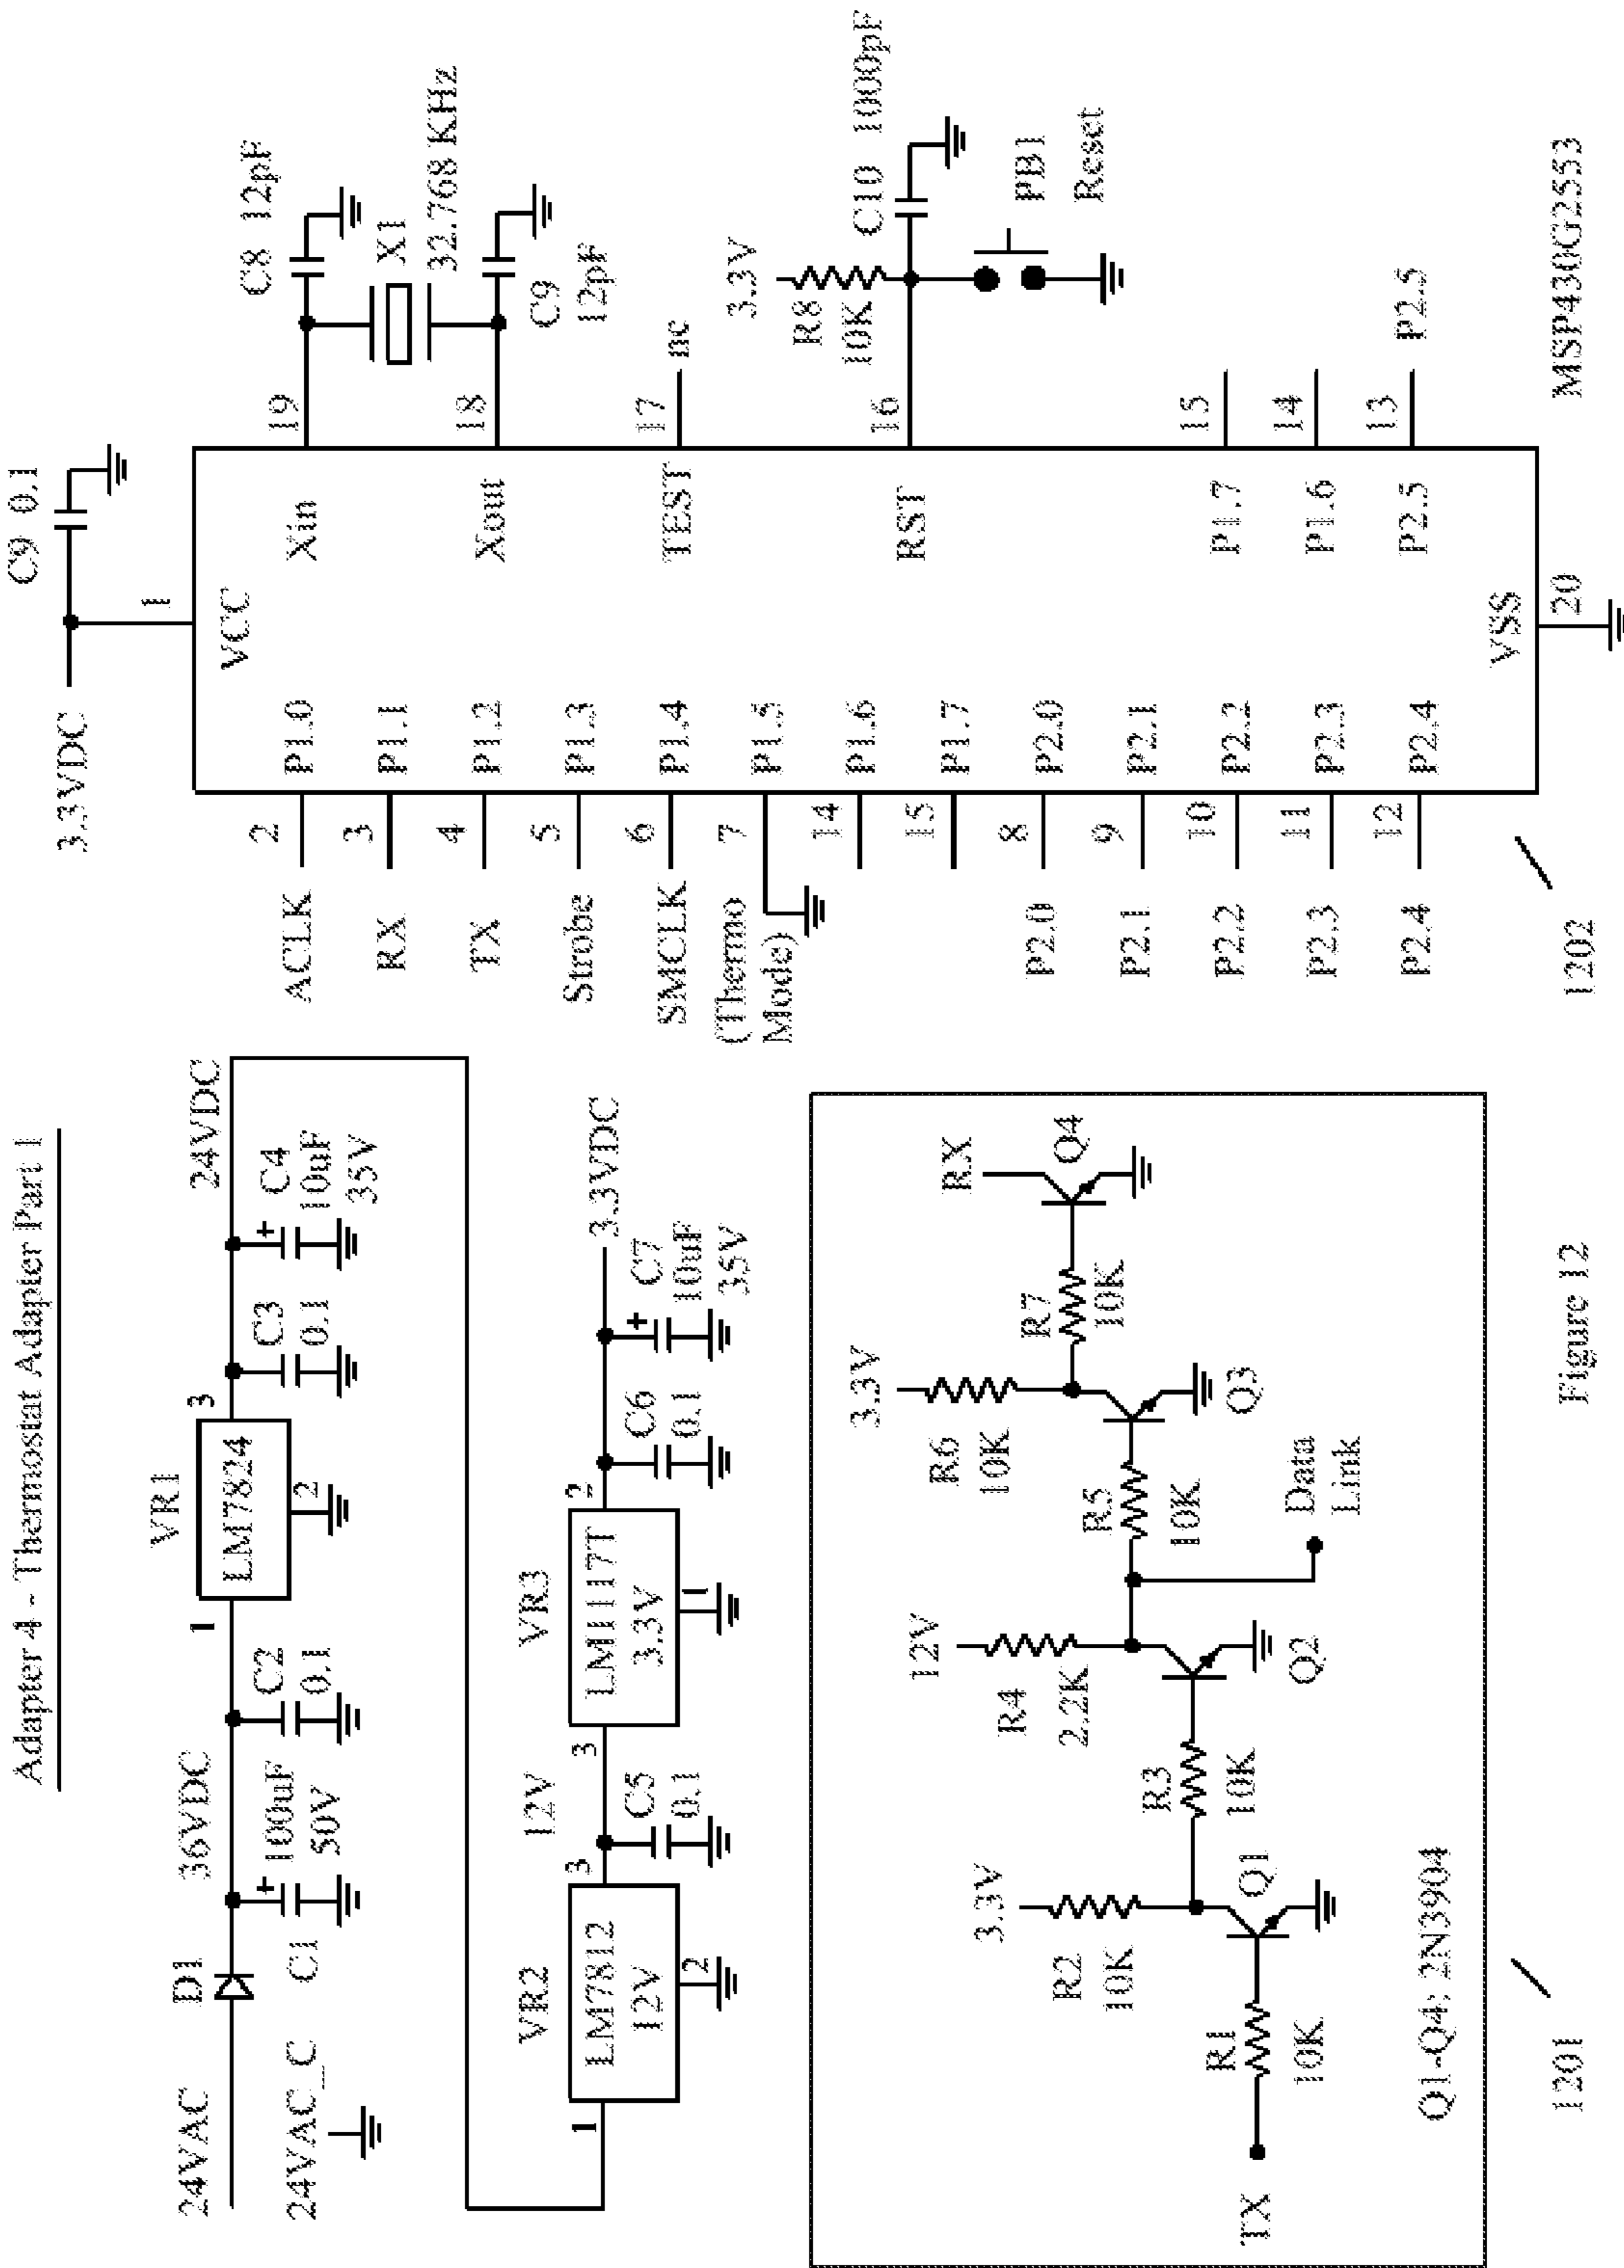 Adapter 4 - Thermostat Adapter Part 1
24VAC
D1
36VDC
VR1
24VDC
24VAC_C
C1
100uF
50V
C2
0.1
1
LM7824
2
3
C3
0.1
C4
10uF
35V
VR2
12V
VR3
3.3VDC
1
LM7812
12V
2
3
C5
0.1
3
LM1117T
3.3V
1
2
C6
0.1
C7
10uF
35V
TX
R1
10K
R2
10K
3.3V
Q1
R3
10K
R4
2.2K
12V
Q2
R5
10K
Data
Link
R6
10K
3.3V
Q3
R7
10K
RX
Q4
Q1-Q4: 2N3904
1201
Figure 12
3.3VDC
C9 0.1
1
VCC
ACLK
2
P1.0
RX
3
P1.1
TX
4
P1.2
Strobe
5
P1.3
SMCLK
6
P1.4
(Thermo
Mode)
7
P1.5
14
P1.6
15
P1.7
P2.0
8
P2.0
P2.1
9
P2.1
P2.2
10
P2.2
P2.3
11
P2.3
P2.4
12
P2.4
Xin
19
C8 12pF
X1
32.768 KHz
Xout
18
C9
12pF
TEST
17
nc
RST
16
3.3V
R8
10K
C10 1000pF
PB1
Reset
P1.7
15
P1.6
14
P2.5
13
P2.5
VSS
20
1202
MSP430G2553